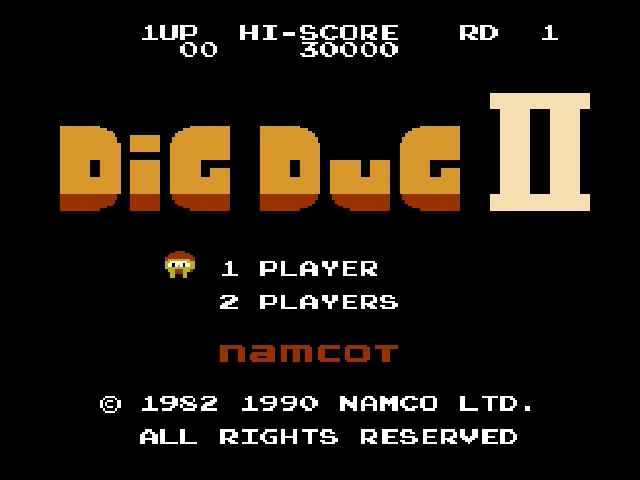 1UP HI-SCORE RD 1
00 30000
DiG DuG II
1 PLAYER
2 PLAYERS
namcot
© 1982 1990 NAMCO LTD.
ALL RIGHTS RESERVED